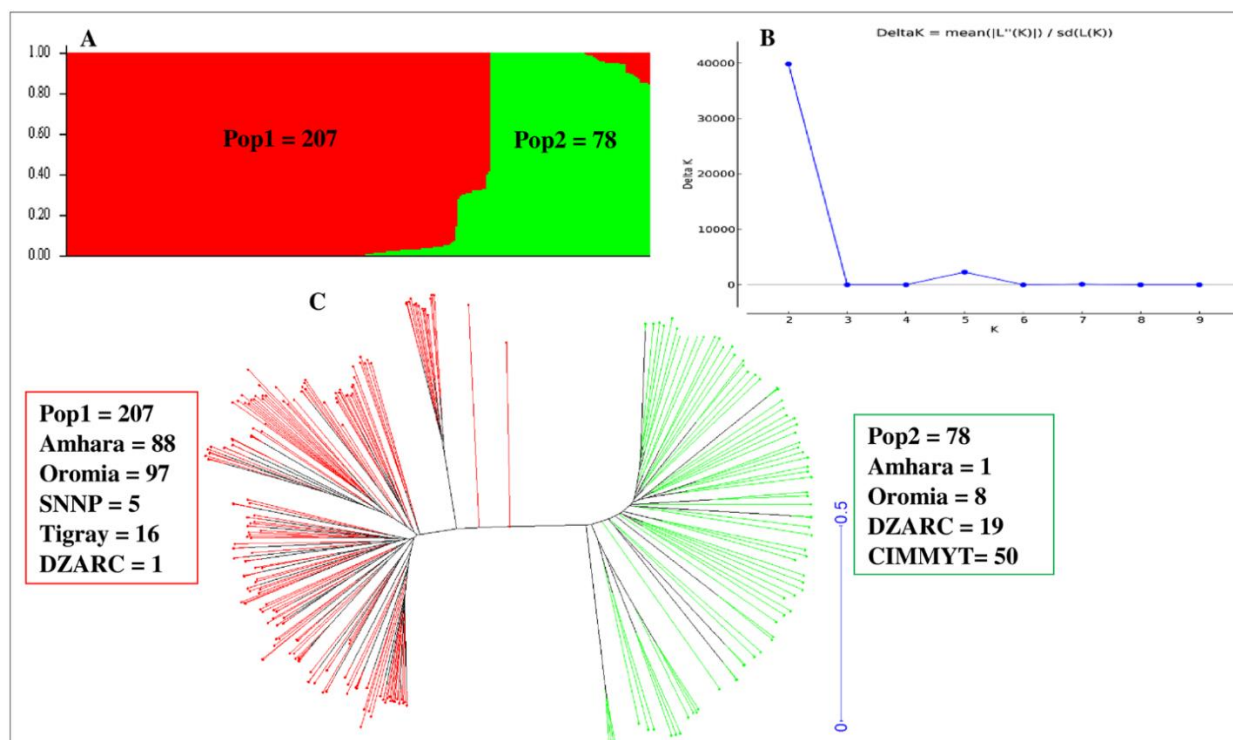 A
1.00
0.80
0.60
0.40
0.20
0.00
Pop1 = 207
Pop2 = 78
B
DeltaK = mean(|L"(K)|) / sd(L(K))
Delta K
40000
30000
20000
10000
0
2 3 4 5 6 7 8 9
K
C
Pop1 = 207
Amhara = 88
Oromia = 97
SNNP = 5
Tigray = 16
DZARC = 1
0.5
0
Pop2 = 78
Amhara = 1
Oromia = 8
DZARC = 19
CIMMYT= 50